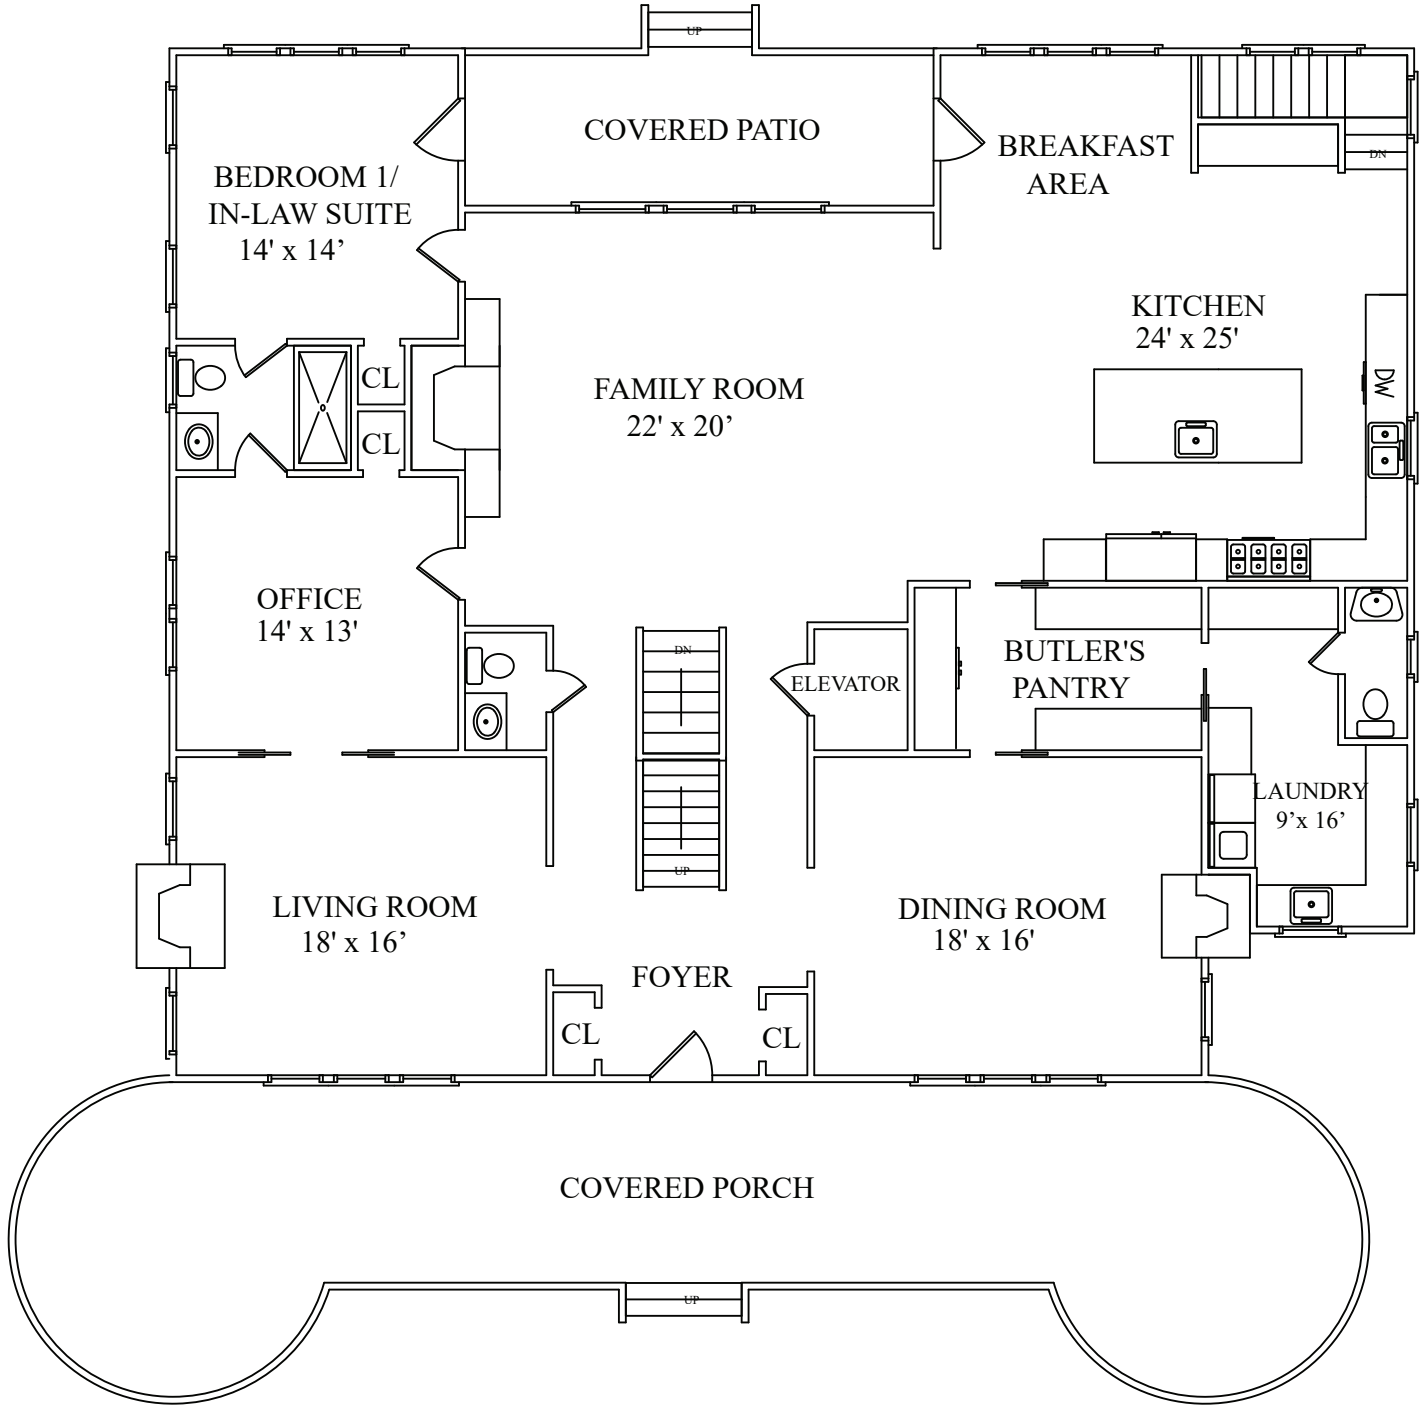 UP
COVERED PATIO
BREAKFAST
AREA
DN
BEDROOM 1/
IN-LAW SUITE
14' x 14’
KITCHEN
24' x 25'
CL
FAMILY ROOM
22' x 20’
DW
CL
OFFICE
14' x 13'
DN
BUTLER'S
PANTRY
ELEVATOR
LAUNDRY
9’x 16’
UP
LIVING ROOM
18' x 16’
DINING ROOM
18' x 16'
FOYER
CL
CL
COVERED PORCH
UP